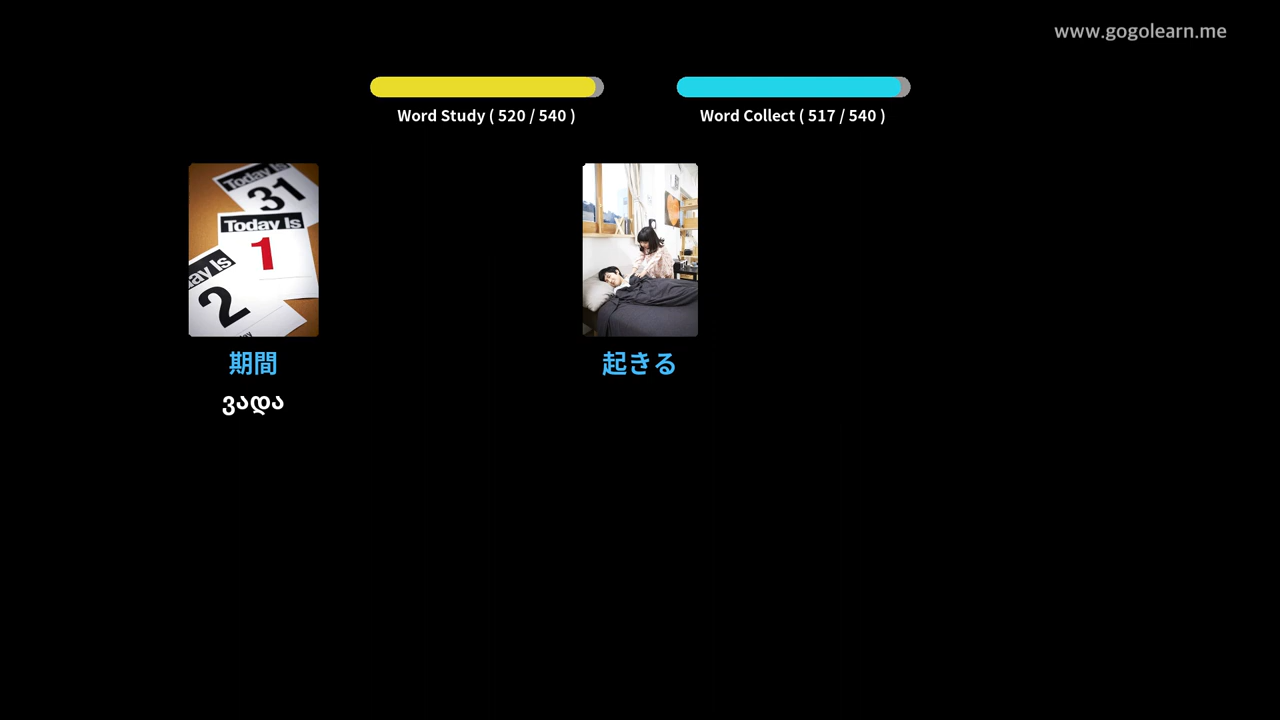 www.gogolearn.me
Word Study ( 520 / 540 )
Word Collect ( 517 / 540 )
Today Is
31
Today Is
1
ay Is
2
期間
起きる
ვადა